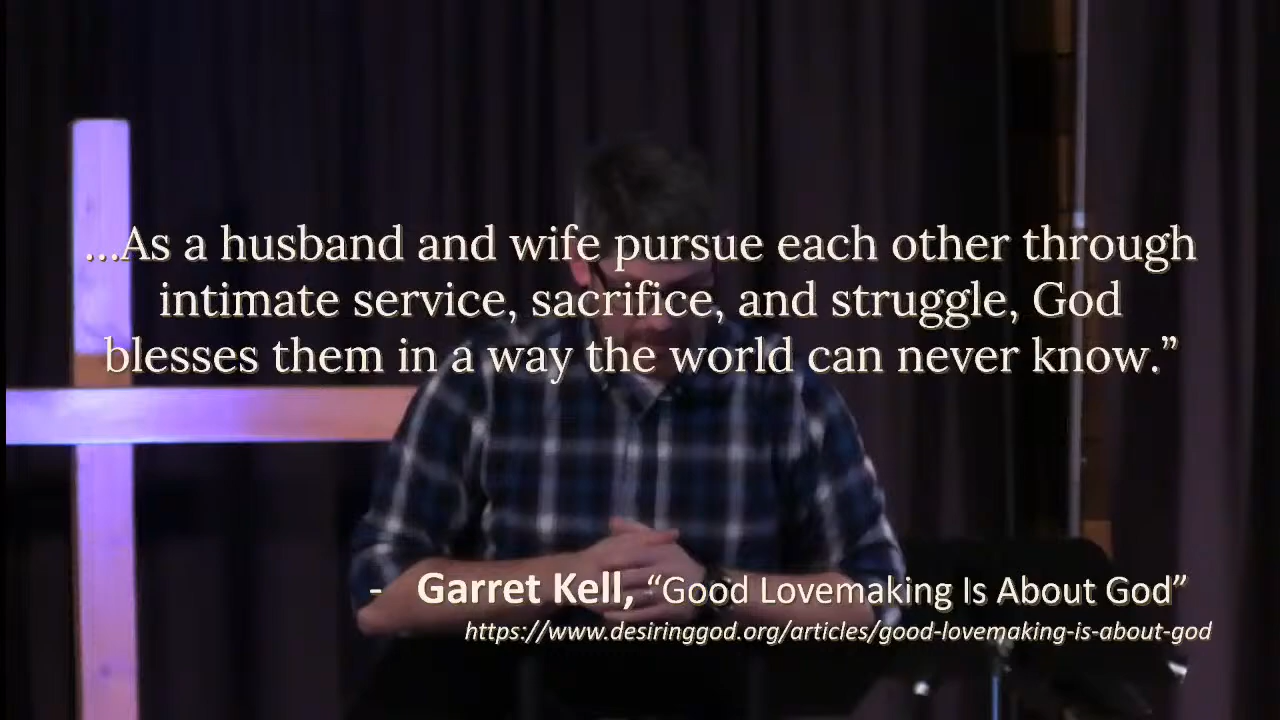 …As a husband and wife pursue each other through
intimate service, sacrifice, and struggle, God
blesses them in a way the world can never know.”
- Garret Kell, “Good Lovemaking Is About God”
https://www.desiringgod.org/articles/good-lovemaking-is-about-god